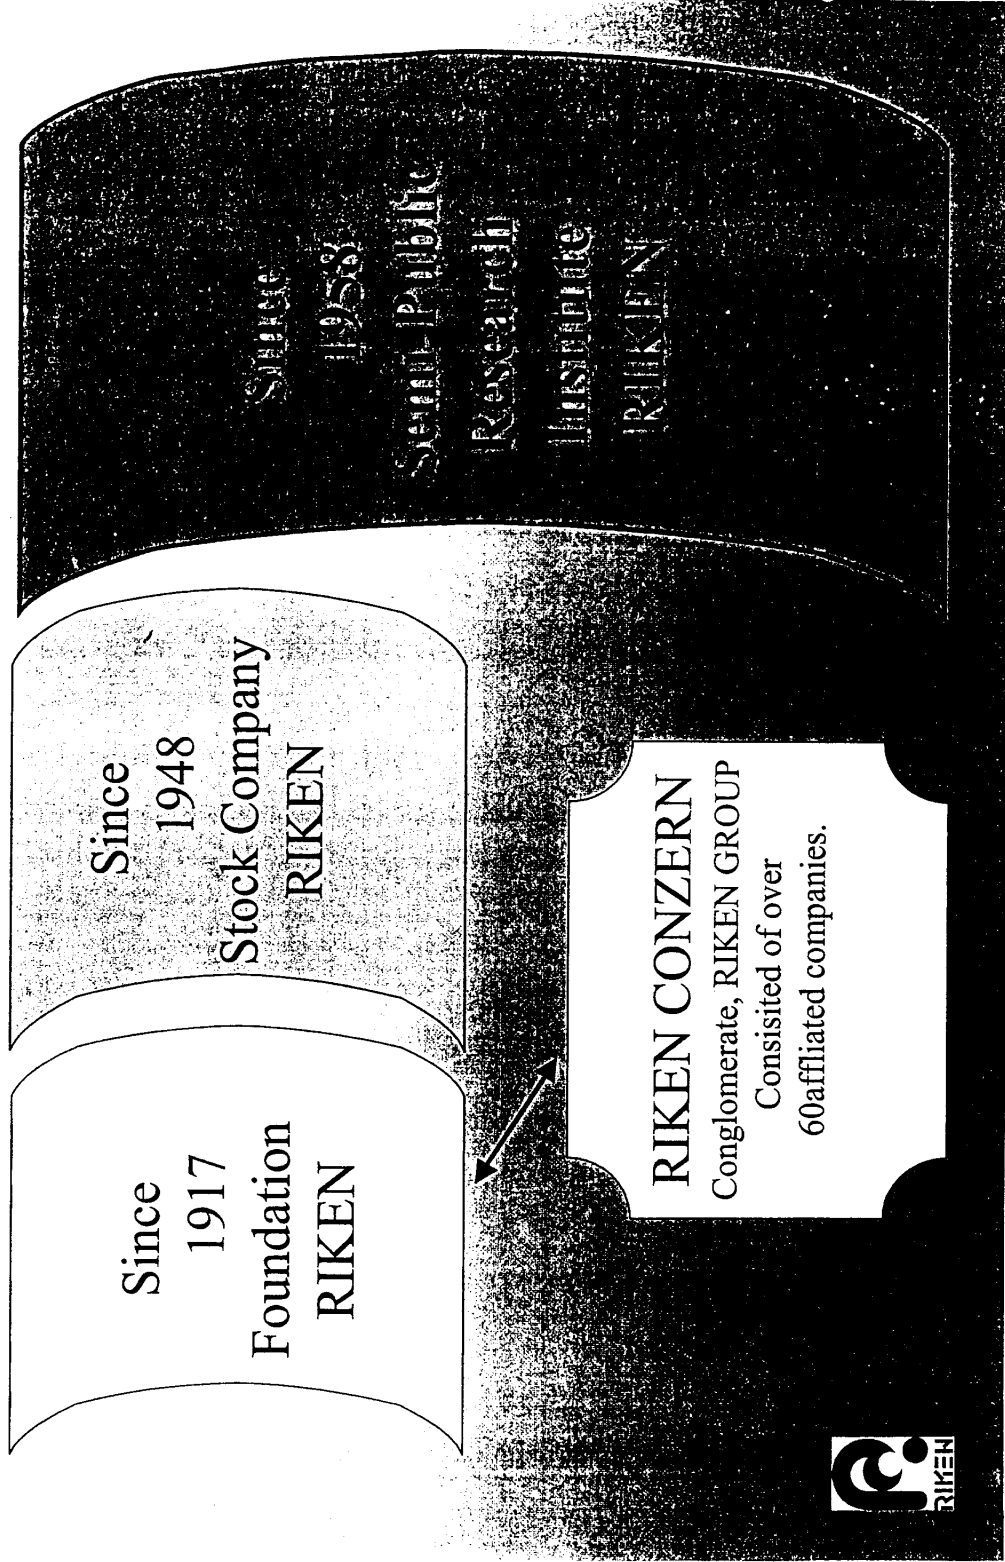 Since
1917
Foundation
RIKEN
Since
1948
Stock Company
RIKEN
Since
1958
Semi-Public
Research
Institute
RIKEN
RIKEN CONZERN
Conglomerate, RIKEN GROUP
Consisited of over
60affliated companies.
RIKEN